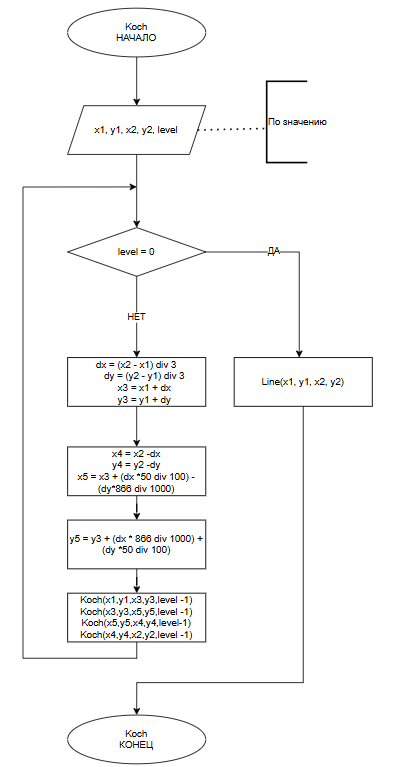 Koch
НАЧАЛО
x1, y1, x2, y2, level
По значению
level = 0
ДА
НЕТ
dx = (x2 - x1) div 3
dy = (y2 - y1) div 3
x3 = x1 + dx
y3 = y1 + dy
Line(x1, y1, x2, y2)
x4 = x2 -dx
y4 = y2 -dy
x5 = x3 + (dx *50 div 100) -
(dy*866 div 1000)
y5 = y3 + (dx * 866 div 1000) +
(dy *50 div 100)
Koch(x1,y1,x3,y3,level -1)
Koch(x3,y3,x5,y5,level -1)
Koch(x5,y5,x4,y4,level-1)
Koch(x4,y4,x2,y2,level -1)
Koch
КОНЕЦ